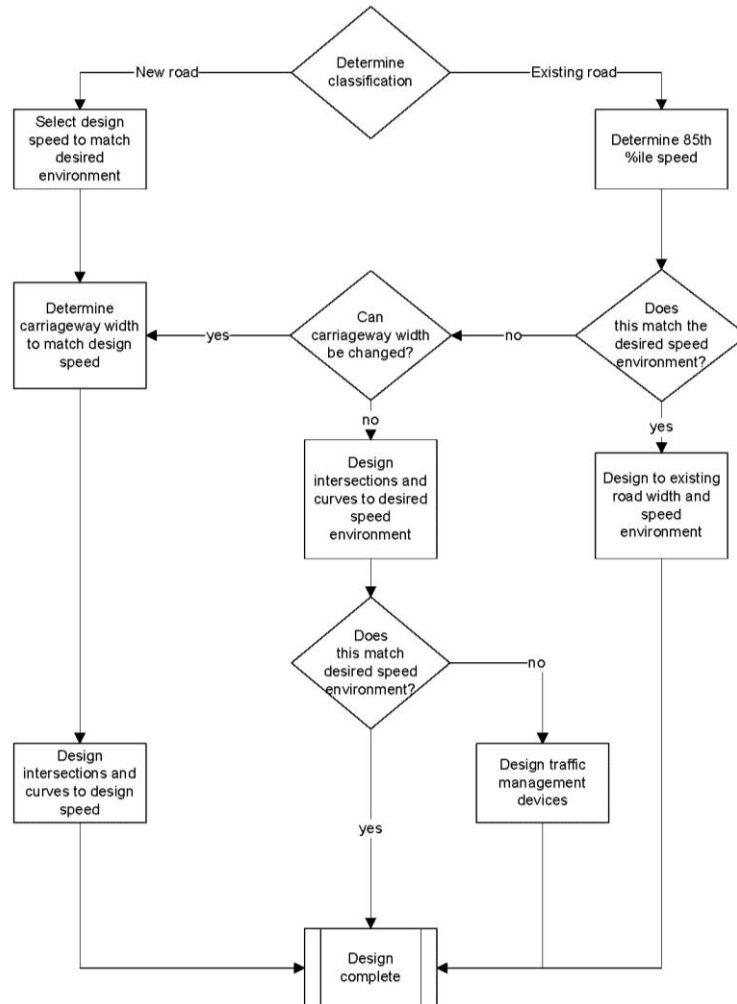 Determine
classification
New road
Existing road
Select design
speed to match
desired
environment
Determine 85th
%ile speed
Determine
carriageway width
to match design
speed
yes
Can
carriageway width
be changed?
no
Does
this match the
desired speed
environment?
no
yes
Design
intersections and
curves to desired
speed
environment
Design to existing
road width and
speed
environment
Does
this match
desired speed
environment?
no
Design
intersections and
curves to design
speed
Design traffic
management
devices
yes
Design
complete